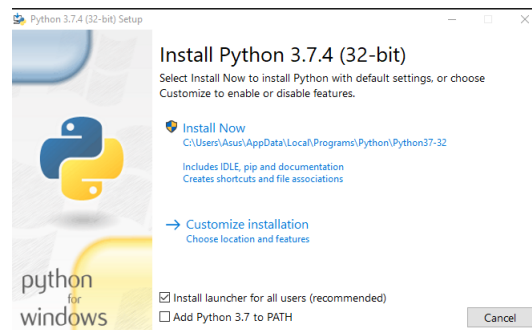 Python 3.7.4 (32-bit) Setup
Install Python 3.7.4 (32-bit)
Select Install Now to install Python with default settings, or choose
Customize to enable or disable features.
Install Now
C:\Users\Asus\AppData\Local\Programs\Python\Python37-32
Includes IDLE, pip and documentation
Creates shortcuts and file associations
Customize installation
Choose location and features
python
for
windows
Install launcher for all users (recommended)
Add Python 3.7 to PATH
Cancel